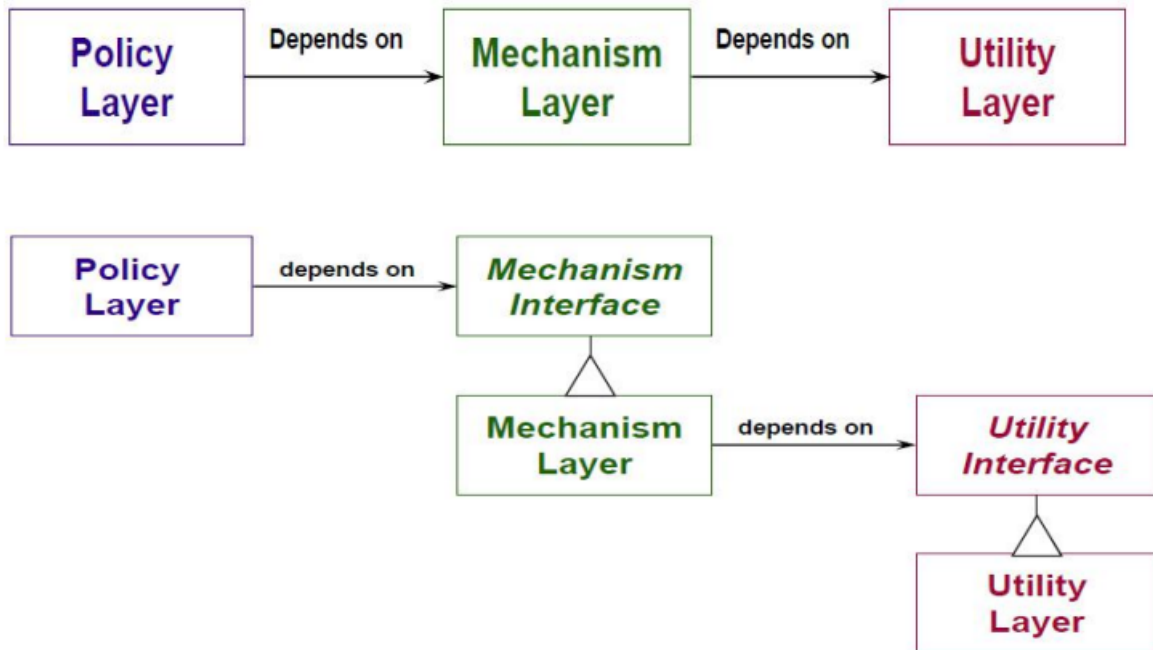 Policy
Layer
Depends on
Mechanism
Layer
Depends on
Utility
Layer
Policy
Layer
depends on
Mechanism
Interface
Mechanism
Layer
depends on
Utility
Interface
Utility
Layer